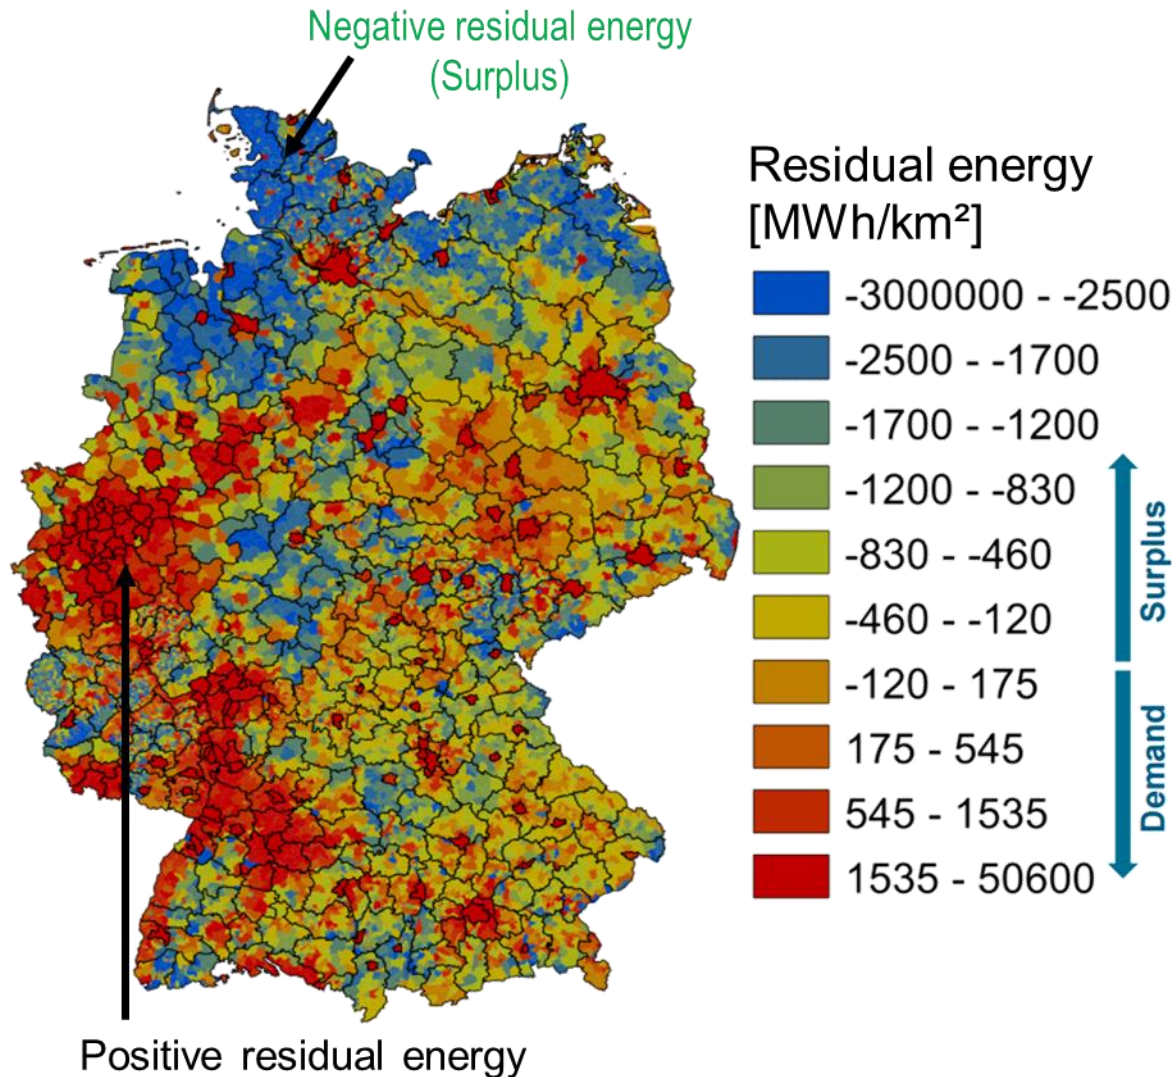 Negative residual energy
(Surplus)
Residual energy
[MWh/km²]
-3000000 - -2500
-2500 - -1700
-1700 - -1200
-1200 - -830
-830 - -460
-460 - -120
-120 - 175
175 - 545
545 - 1535
1535 - 50600
Surplus
Demand
Positive residual energy